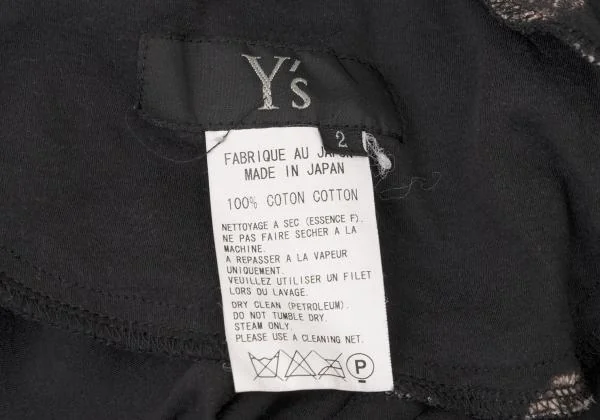 Y's
2
FABRIQUE AU JAPON
MADE IN JAPAN
100% COTON COTTON
NETTOYAGE A SEC (ESSENCE F).
NE PAS FAIRE SECHER A LA
MACHINE.
A REPASSER A LA VAPEUR
UNIQUEMENT.
VEUILLEZ UTILISER UN FILET
LORS DU LAVAGE.
DRY CLEAN (PETROLEUM).
DO NOT TUMBLE DRY.
STEAM ONLY.
PLEASE USE A CLEANING NET.
P